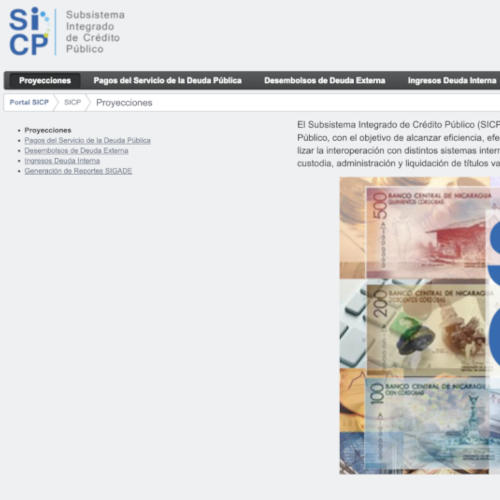 SiCP
Subsistema
Integrado
de Crédito
Público
Proyecciones Pagos del Servicio de la Deuda Pública Desembolsos de Deuda Externa Ingresos Deuda Interna
Portal SICP SICP Proyecciones
Proyecciones
Pagos del Servicio de la Deuda Pública
Desembolsos de Deuda Externa
Ingresos Deuda Interna
Generación de Reportes SIGADE
El Subsistema Integrado de Crédito Público (SICP
Público, con el objetivo de alcanzar eficiencia, efe
lizar la interoperación con distintos sistemas inter
custodia, administración y liquidación de títulos va
BANCO CENTRAL DE NICARAGUA
QUINIENTOS CÓRDOBAS
500
BANCO CENTRAL DE NICARAGUA
DOSCIENTOS CÓRDOBAS
200
BANCO CENTRAL DE NICARAGUA
CIEN CÓRDOBAS
100